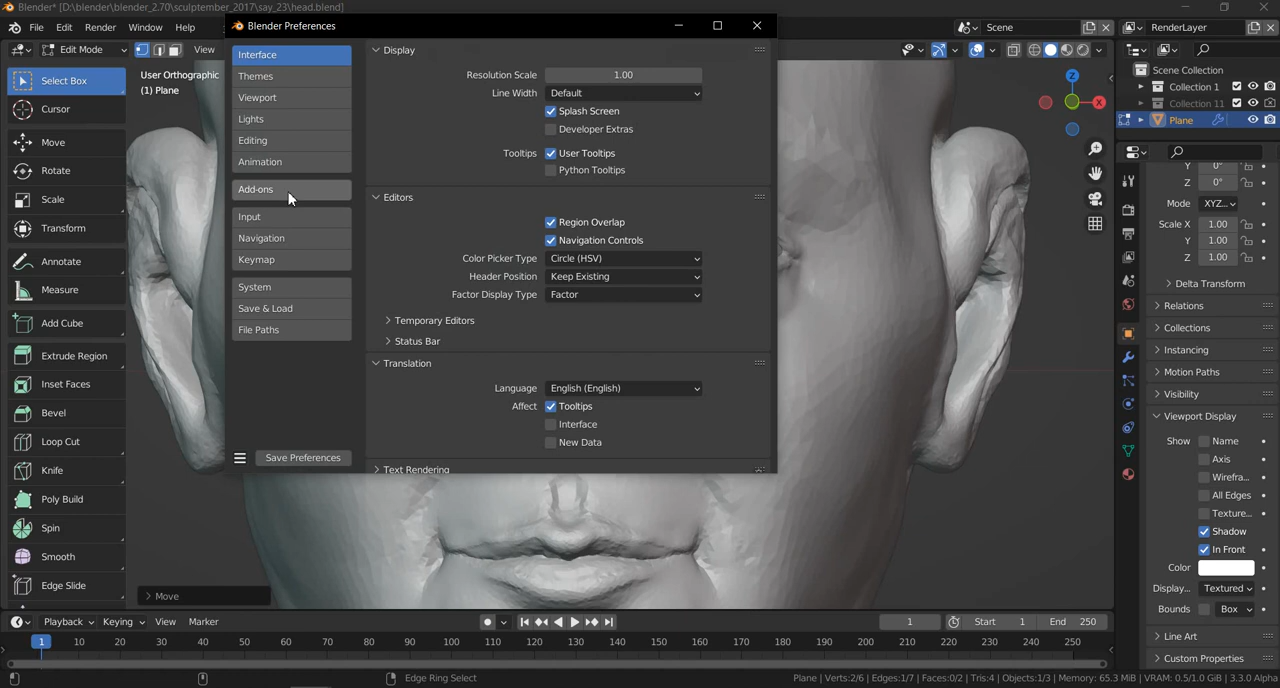 Blender* [D:\blender\blender_2.70\sculptember_2017\say_23\head.blend]
File Edit Render Window Help
Blender Preferences
Scene
RenderLayer
Edit Mode
View
Select Box
Cursor
Move
Rotate
Scale
Transform
Annotate
Measure
Add Cube
Extrude Region
Inset Faces
Bevel
Loop Cut
Knife
Poly Build
Spin
Smooth
Edge Slide
User Orthographic
(1) Plane
Interface
Themes
Viewport
Lights
Editing
Animation
Add-ons
Input
Navigation
Keymap
System
Save & Load
File Paths
Save Preferences
Display
Resolution Scale 1.00
Line Width Default
Splash Screen
Developer Extras
Tooltips User Tooltips
Python Tooltips
Editors
Region Overlap
Navigation Controls
Color Picker Type Circle (HSV)
Header Position Keep Existing
Factor Display Type Factor
Temporary Editors
Status Bar
Translation
Language English (English)
Affect Tooltips
Interface
New Data
Text Rendering
Z
X
Scene Collection
Collection 1
Collection 11
Plane
Y 0°
Z 0°
Mode XYZ...
Scale X 1.00
Y 1.00
Z 1.00
Delta Transform
Relations
Collections
Instancing
Motion Paths
Visibility
Viewport Display
Show Name
Axis
Wirefra...
All Edges
Texture...
Shadow
In Front
Color
Display... Textured
Bounds Box
Line Art
Custom Properties
Move
Playback Keying View Marker
1 Start 1 End 250
1 10 20 30 40 50 60 70 80 90 100 110 120 130 140 150 160 170 180 190 200 210 220 230 240 250
Edge Ring Select
Plane | Verts:2/6 | Edges:1/7 | Faces:0/2 | Tris:4 | Objects:1/3 | Memory: 65.3 MiB | VRAM: 0.5/1.0 GiB | 3.3.0 Alpha